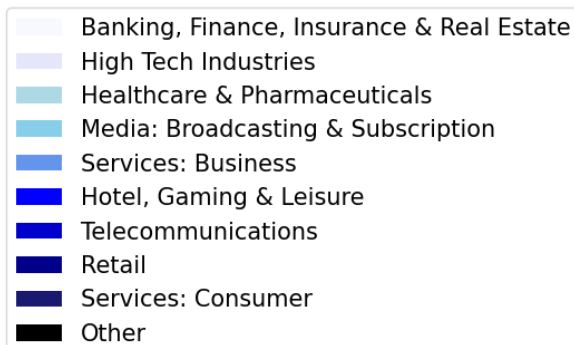 Banking, Finance, Insurance & Real Estate
High Tech Industries
Healthcare & Pharmaceuticals
Media: Broadcasting & Subscription
Services: Business
Hotel, Gaming & Leisure
Telecommunications
Retail
Services: Consumer
Other